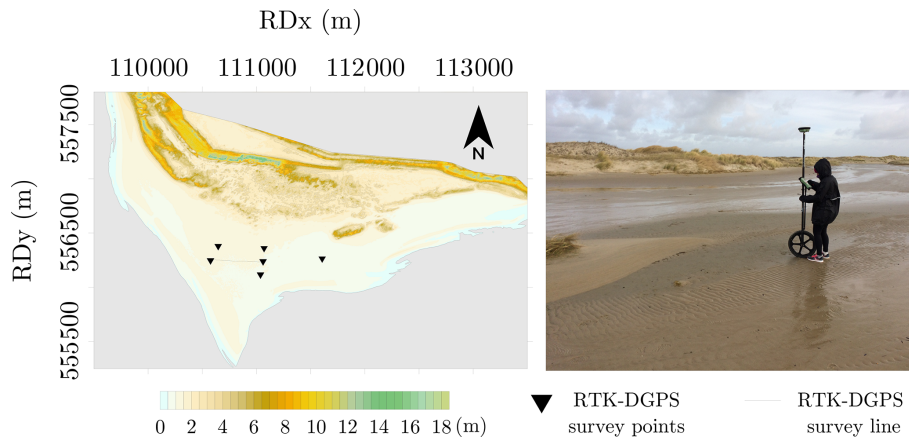 RDx (m)
110000 111000 112000 113000
RDy (m)
557500
556500
555500
N
0 2 4 6 8 10 12 14 16 18 (m)
RTK-DGPS
survey points
RTK-DGPS
survey line